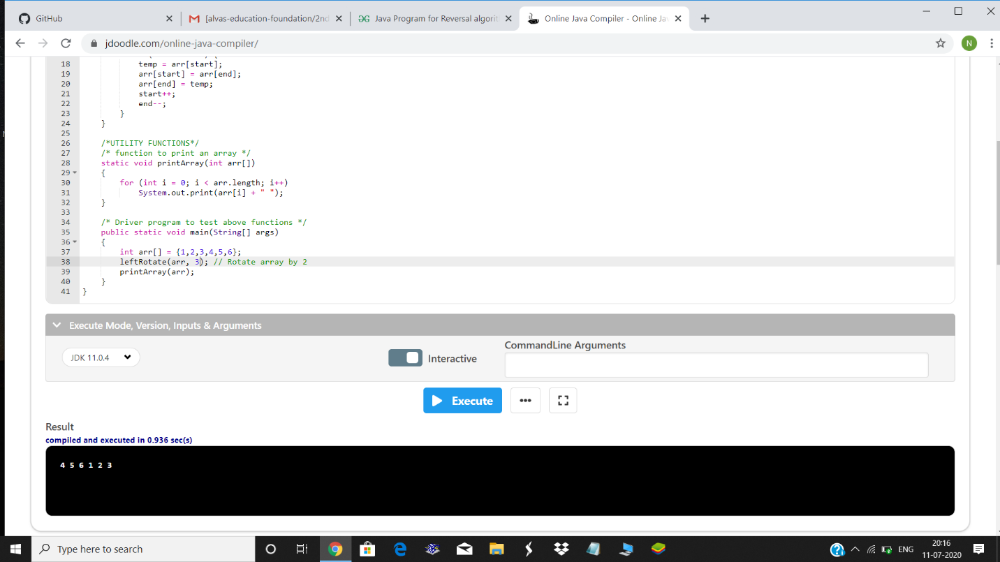 GitHub
[alvas-education-foundation/2nd
Java Program for Reversal algorit
Online Java Compiler - Online Ja
jdoodle.com/online-java-compiler/
N
18 temp = arr[start];
19 arr[start] = arr[end];
20 arr[end] = temp;
21 start++;
22 end--;
23 }
24 }
25
26 /*UTILITY FUNCTIONS*/
27 /* function to print an array */
28 static void printArray(int arr[])
29 {
30 for (int i = 0; i < arr.length; i++)
31 System.out.print(arr[i] + " ");
32 }
33
34 /* Driver program to test above functions */
35 public static void main(String[] args)
36 {
37 int arr[] = {1,2,3,4,5,6};
38 leftRotate(arr, 3); // Rotate array by 2
39 printArray(arr);
40 }
41 }
Execute Mode, Version, Inputs & Arguments
JDK 11.0.4
Interactive
CommandLine Arguments
Execute
Result
compiled and executed in 0.936 sec(s)
4 5 6 1 2 3
Type here to search
ENG
20:16
11-07-2020